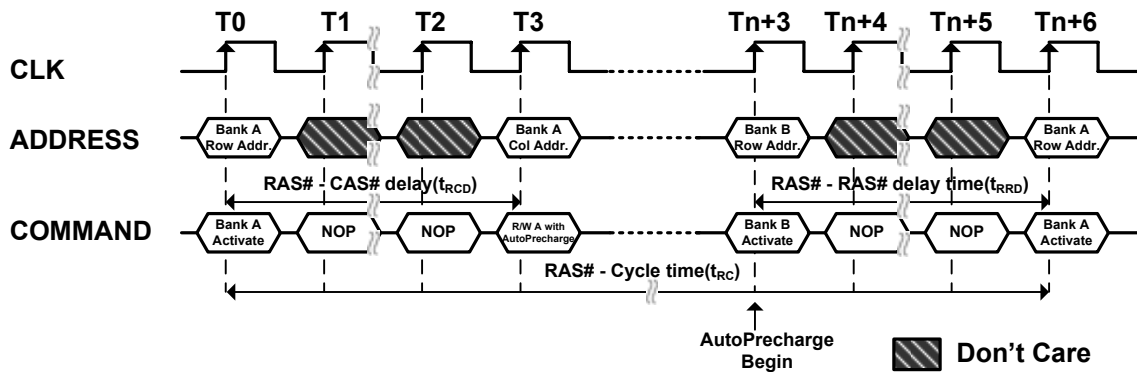 T0 T1 T2 T3 Tn+3 Tn+4 Tn+5 Tn+6
CLK
ADDRESS
Bank A
Row Addr.
Bank A
Col Addr.
Bank B
Row Addr.
Bank A
Row Addr.
RAS# - CAS# delay(tRCD)
RAS# - RAS# delay time(tRRD)
COMMAND
Bank A
Activate
NOP
NOP
R/W A with
AutoPrecharge
Bank B
Activate
NOP
NOP
Bank A
Activate
RAS# - Cycle time(tRC)
AutoPrecharge
Begin
Don't Care